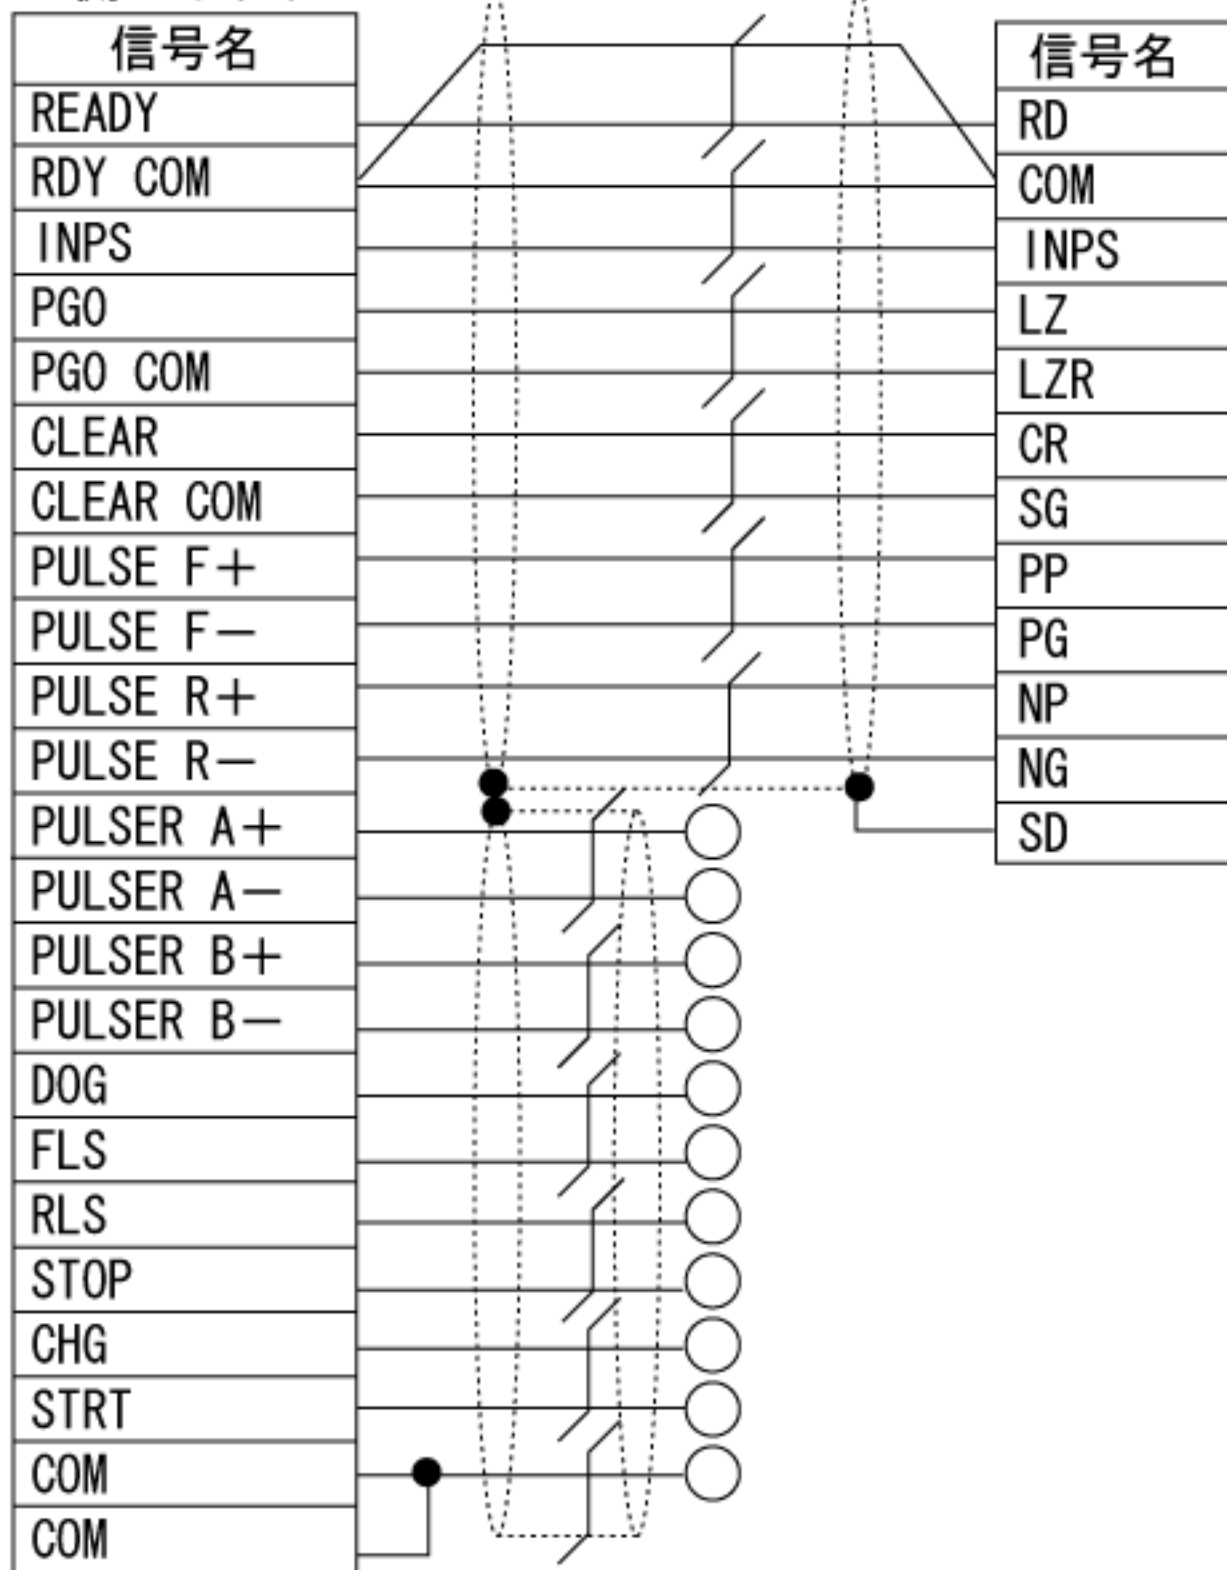 信号名
READY
RDY COM
INPS
PGO
PGO COM
CLEAR
CLEAR COM
PULSE F+
PULSE F−
PULSE R+
PULSE R−
PULSER A+
PULSER A−
PULSER B+
PULSER B−
DOG
FLS
RLS
STOP
CHG
STRT
COM
COM
信号名
RD
COM
INPS
LZ
LZR
CR
SG
PP
PG
NP
NG
SD